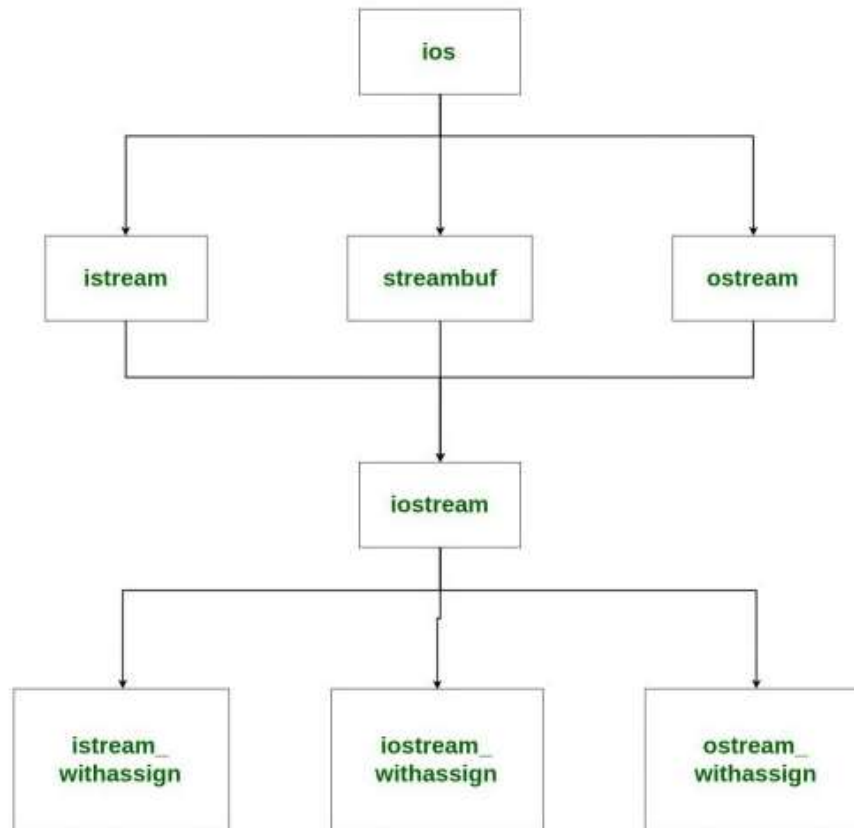 ios
istream
streambuf
ostream
iostream
istream_
withassign
iostream_
withassign
ostream_
withassign